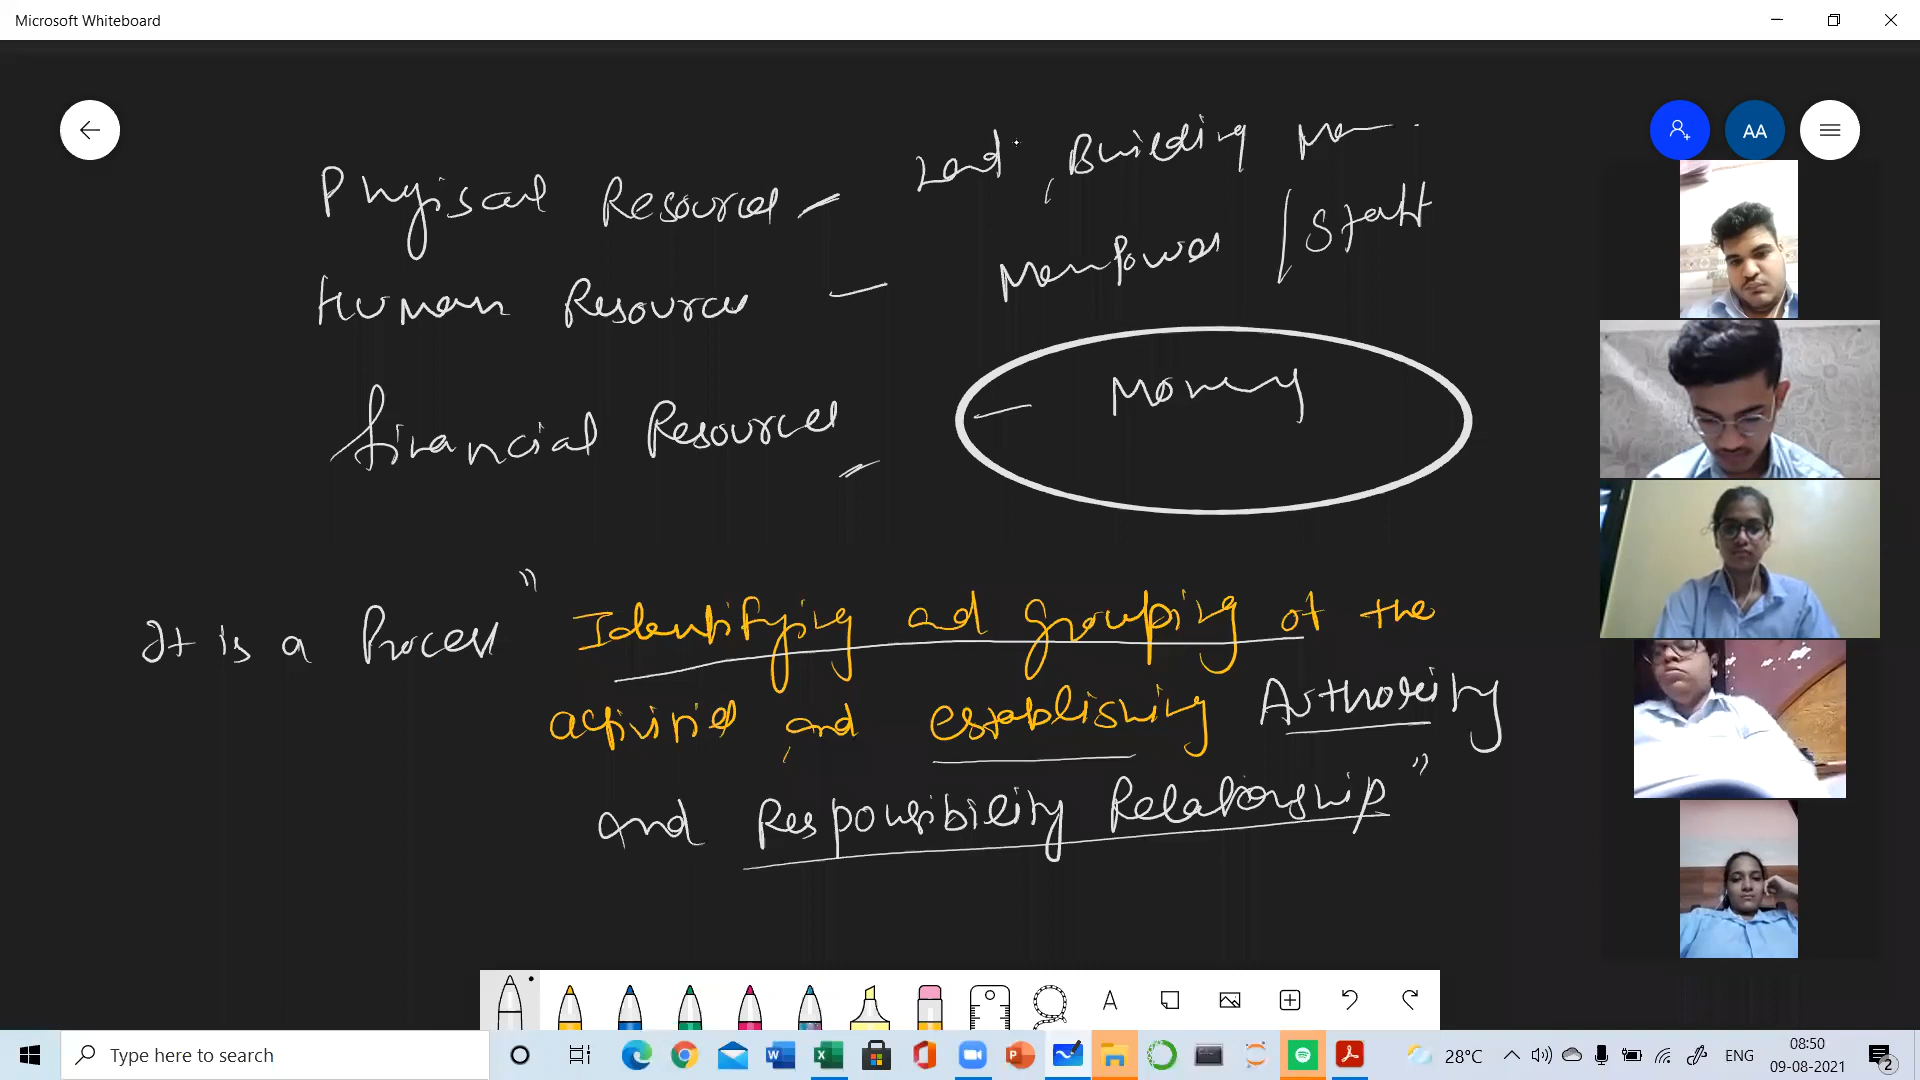 Microsoft Whiteboard
AA
Phyiscal Resources - Land, Building
Human Resources - Manpower / Staff
financial Resources - Money
It is a Process " Identifying and grouping of the
activities and establishing Authority
and Responsibility Relationship "
A
Type here to search
28°C ENG 08:50
09-08-2021
2